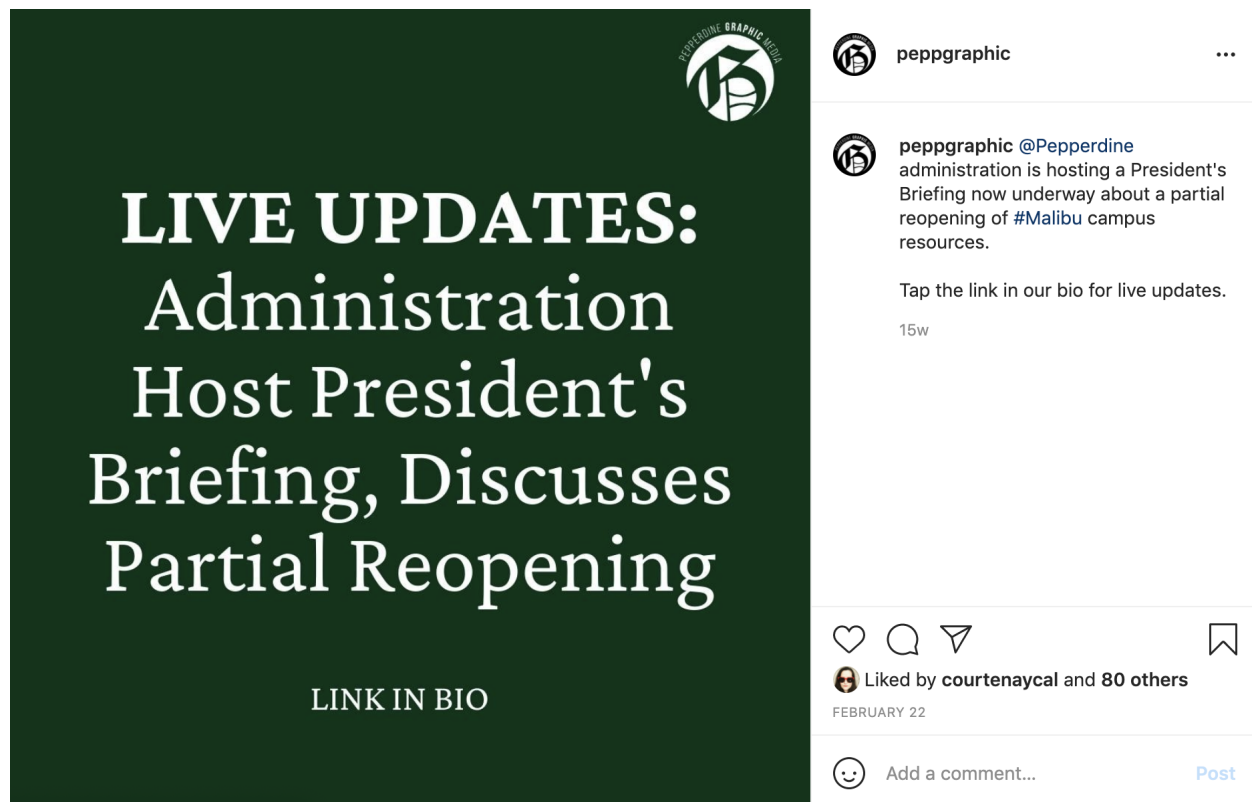 PEPPERDINE GRAPHIC MEDIA
LIVE UPDATES:
Administration
Host President's
Briefing, Discusses
Partial Reopening
LINK IN BIO
peppgraphic
peppgraphic @Pepperdine
administration is hosting a President's
Briefing now underway about a partial
reopening of #Malibu campus
resources.
Tap the link in our bio for live updates.
15w
Liked by courtenaycal and 80 others
FEBRUARY 22
Add a comment...
Post